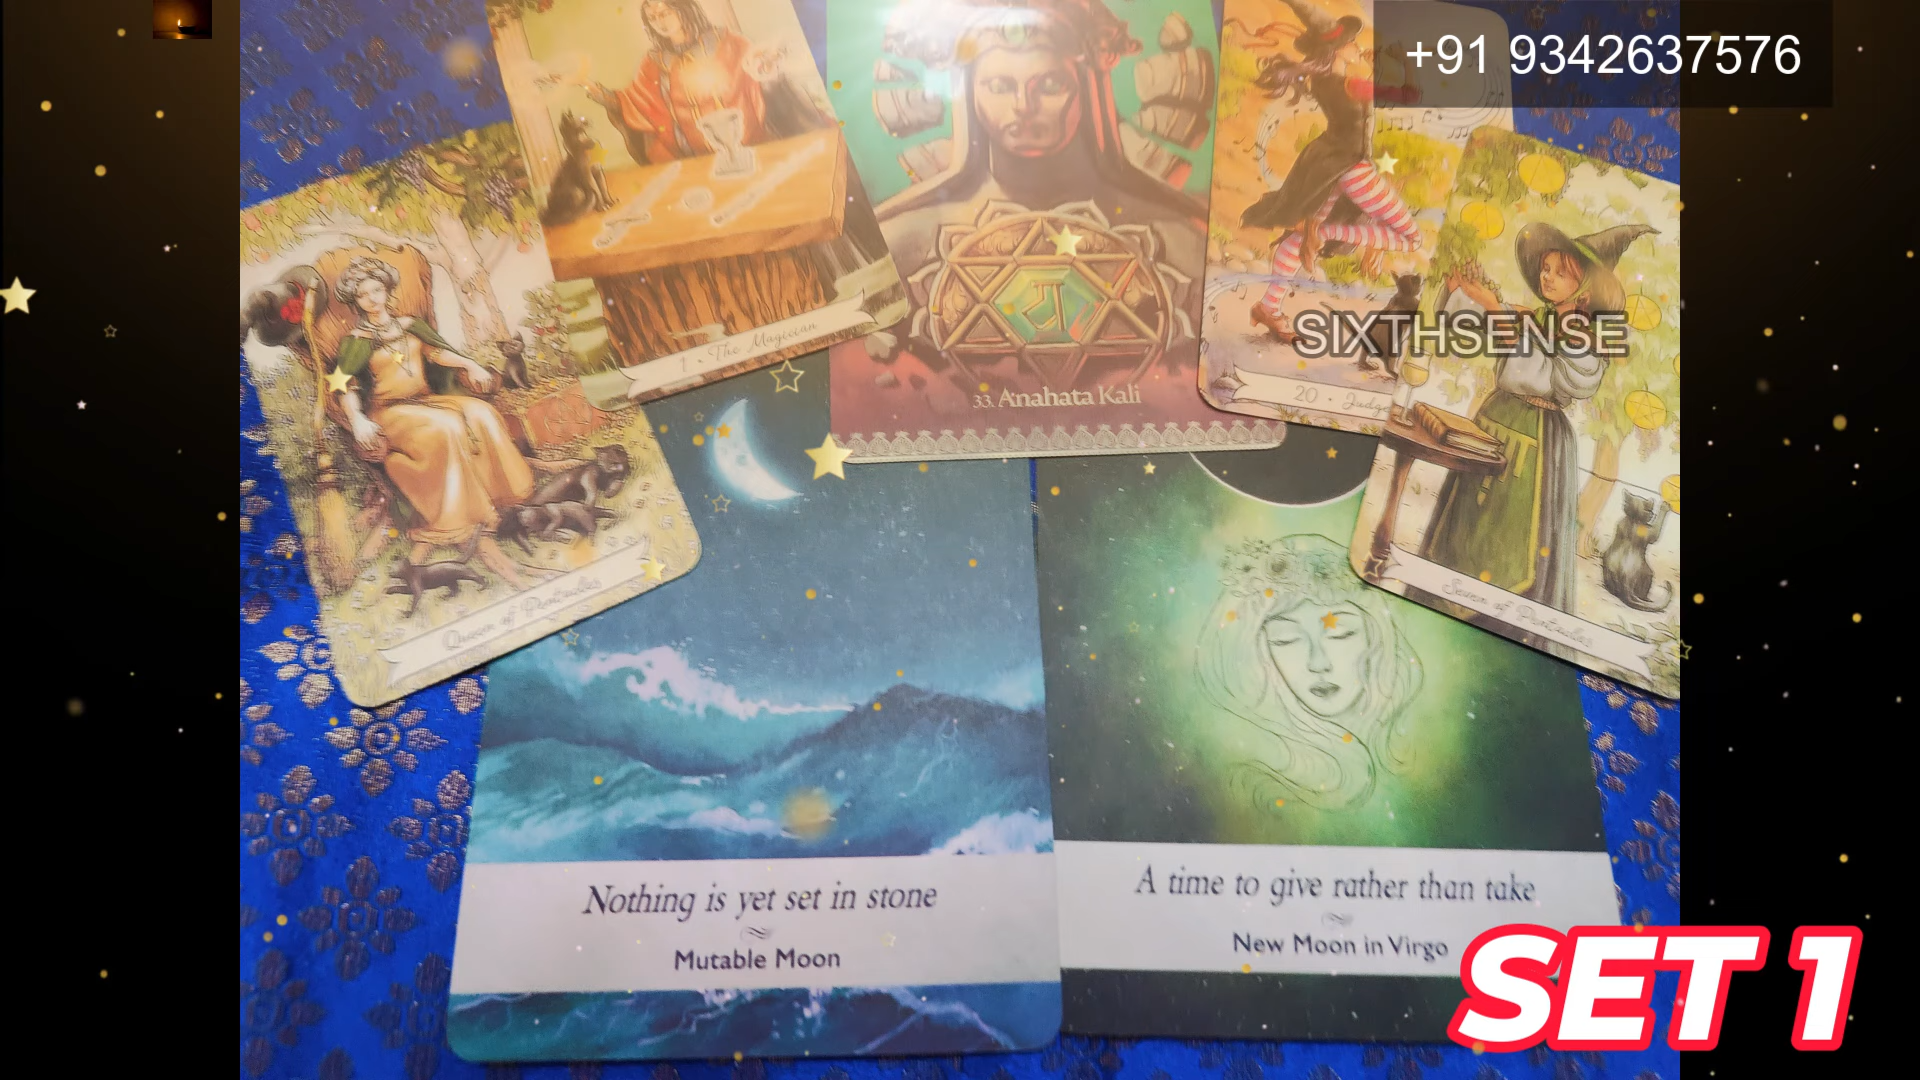 +91 9342637576
SIXTHSENSE
1 • The Magician
33. Anahata Kali
20 •
Queen of Pentacles
Seven of Pentacles
Nothing is yet set in stone
Mutable Moon
A time to give rather than take
New Moon in Virgo
SET 1